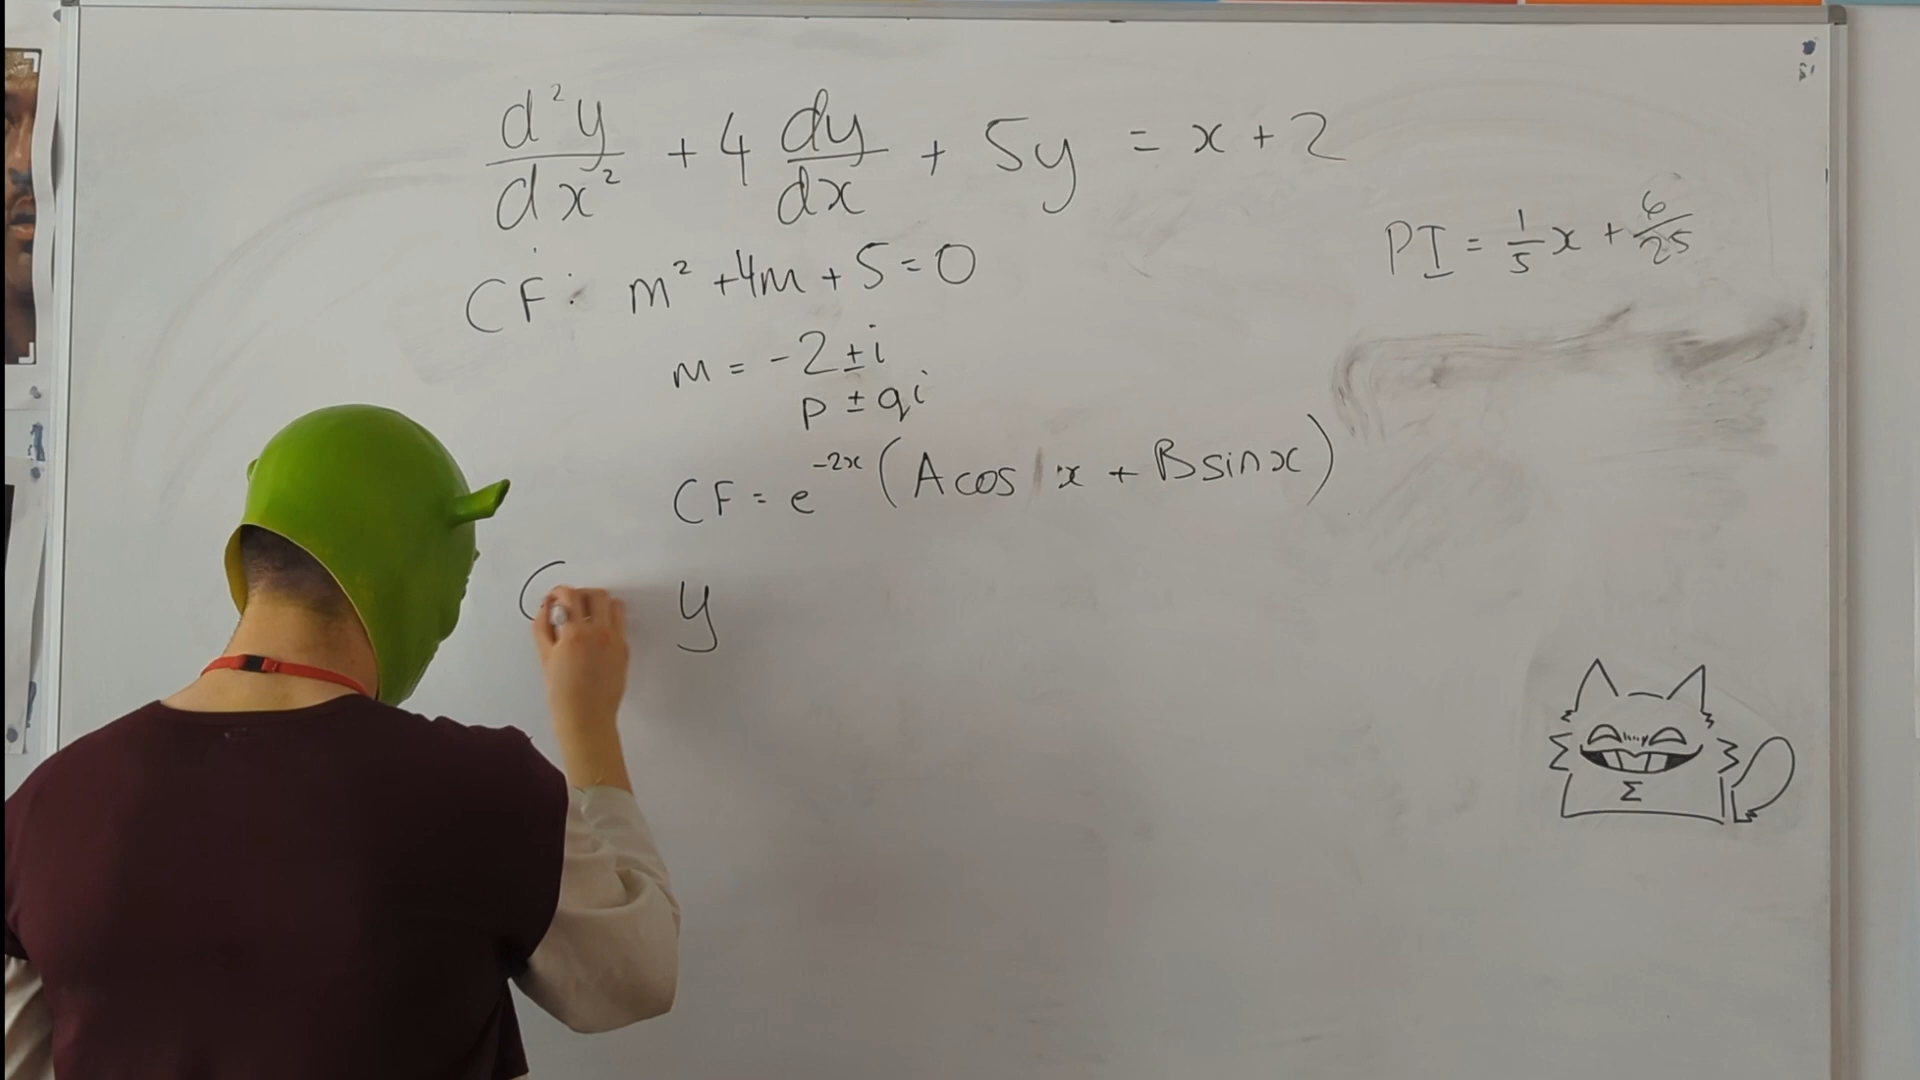 d²y/dx² + 4 dy/dx + 5y = x + 2
PI = 1/5 x + 6/25
CF: m² + 4m + 5 = 0
m = -2 ± i
p ± qi
CF = e^-2x (A cos x + B sin x)
y
Σ